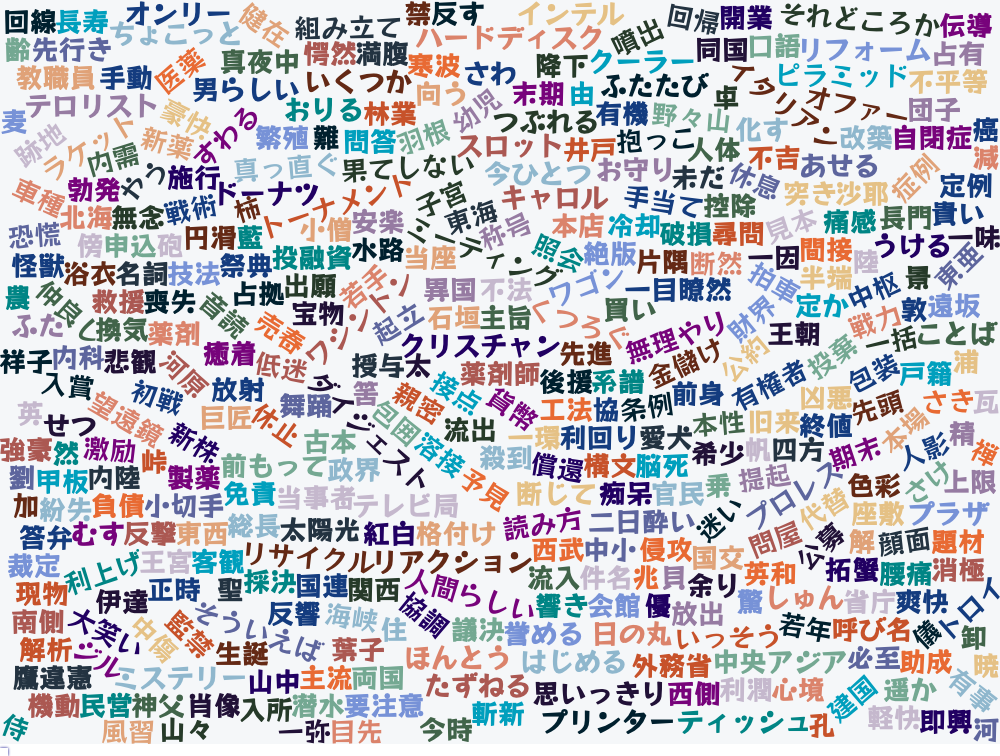 回線 長寿 オンリー 健在 組み立て 禁 反す インテル 回帰 開業 それどころか 伝導
齢 先行き ちょこっと 真夜中 愕然 満腹 ハードディスク 噴出 同国 口語 リフォーム 占有
教職員 手動 医薬 男らしい いくつか 寒波 さわ 降下 クーラー ふたたび イタリアン ピラミッド 不平等
テロリスト 豪快 おりる 林業 向う 幼児 末期 由 有機 野々山 卓 オファー 団子
麦 跡地 ラケット 内需 新薬 すわる 繁殖 難 問答 羽根 つぶれる 抱っこ 化す 改築 自閉症 癌
車種 勃発 やつ 施行 真っ直ぐ 果てしない スロット 井戸 人体 不吉 あせる 症例 減
北海 無念 戦術 ドーナツ 柿 トーナメント 子宮 今ひとつ お守り 未だ 休息 突き 沙耶 定例
恐慌 傍 申込 砲 円滑 藍 小僧 安楽 東海 キャロル 手当て 控除 見本 痛感 長門 貴い
怪獣 浴衣 名詞 技法 祭典 投融資 水路 当座 ミーティング 称号 本店 冷却 破損 尋問 間接 陸 うける 一味
農 仲良く 救援 喪失 占拠 出願 若手 異国 不法 照会 絶版 片隅 断然 一因 半端 景 東亜
ふた 換気 薬剤 音読 売春 宝物 ワシントン 起立 石垣 主旨 くつろぐ ワゴン 一目瞭然 拍車 定か 中枢 敦 遠坂
祥子 内科 悲観 河原 癒着 低迷 クリスチャン 先進 買い 無理やり 財界 王朝 戦力 一括 ことば
入賞 初戦 放射 授与 太 薬剤師 後援 系譜 金儲け 公約 投棄 包装 戸籍 浦
英 せつ 望遠鏡 巨匠 休止 舞踊 ダイジェスト 筈 親密 接点 貨幣 工法 協 条例 前身 有権者 凶悪 先頭 さき 瓦
強豪 然 激励 新株 古本 包囲 溶接 流出 一環 利回り 愛犬 本性 旧来 終値 本場 精
劉 甲板 内陸 峠 製薬 前もって 政界 予見 殺到 償還 構文 脳死 希少 帆 四方 期末 人影 禅
加 紛失 負債 小切手 免責 当事者 テレビ局 断じて 痴呆 官民 乗 提起 プロレス 色彩 さけ 上限
答弁 むす 反撃 東西 総長 太陽光 紅白 格付け 読み方 二日酔い 迷い 代替 座敷 プラザ
裁定 利上げ 王宮 客観 リサイクル リアクション 西武 中小 侵攻 国交 問屋 公募 解 顔面 題材
現物 伊達 正時 聖 採決 国連 関西 人間らしい 流入 件名 兆 貝 余り 英和 拓 蟹 腰痛 消極
南側 大笑い 中傷 監禁 そういえば 反響 海峡 住 協調 響き 会館 優 放出 驚 しゅん 省庁 爽快 トロイ
解析 ビル 生誕 葉子 議決 誉める 日の丸 いっそう 若年 呼び名 儀 卸
鷹 違憲 ミステリー 山中 主流 両国 ほんとう はじめる 外務省 中央アジア 必至 助成 暁
機動 民営 神父 肖像 入所 潜水 要注意 たずねる 思いっきり 西側 利潤 心境 建国 遥か 有事
侍 風習 山々 一弥 目先 今時 斬新 プリンター ティッシュ 孔 軽快 即興 河